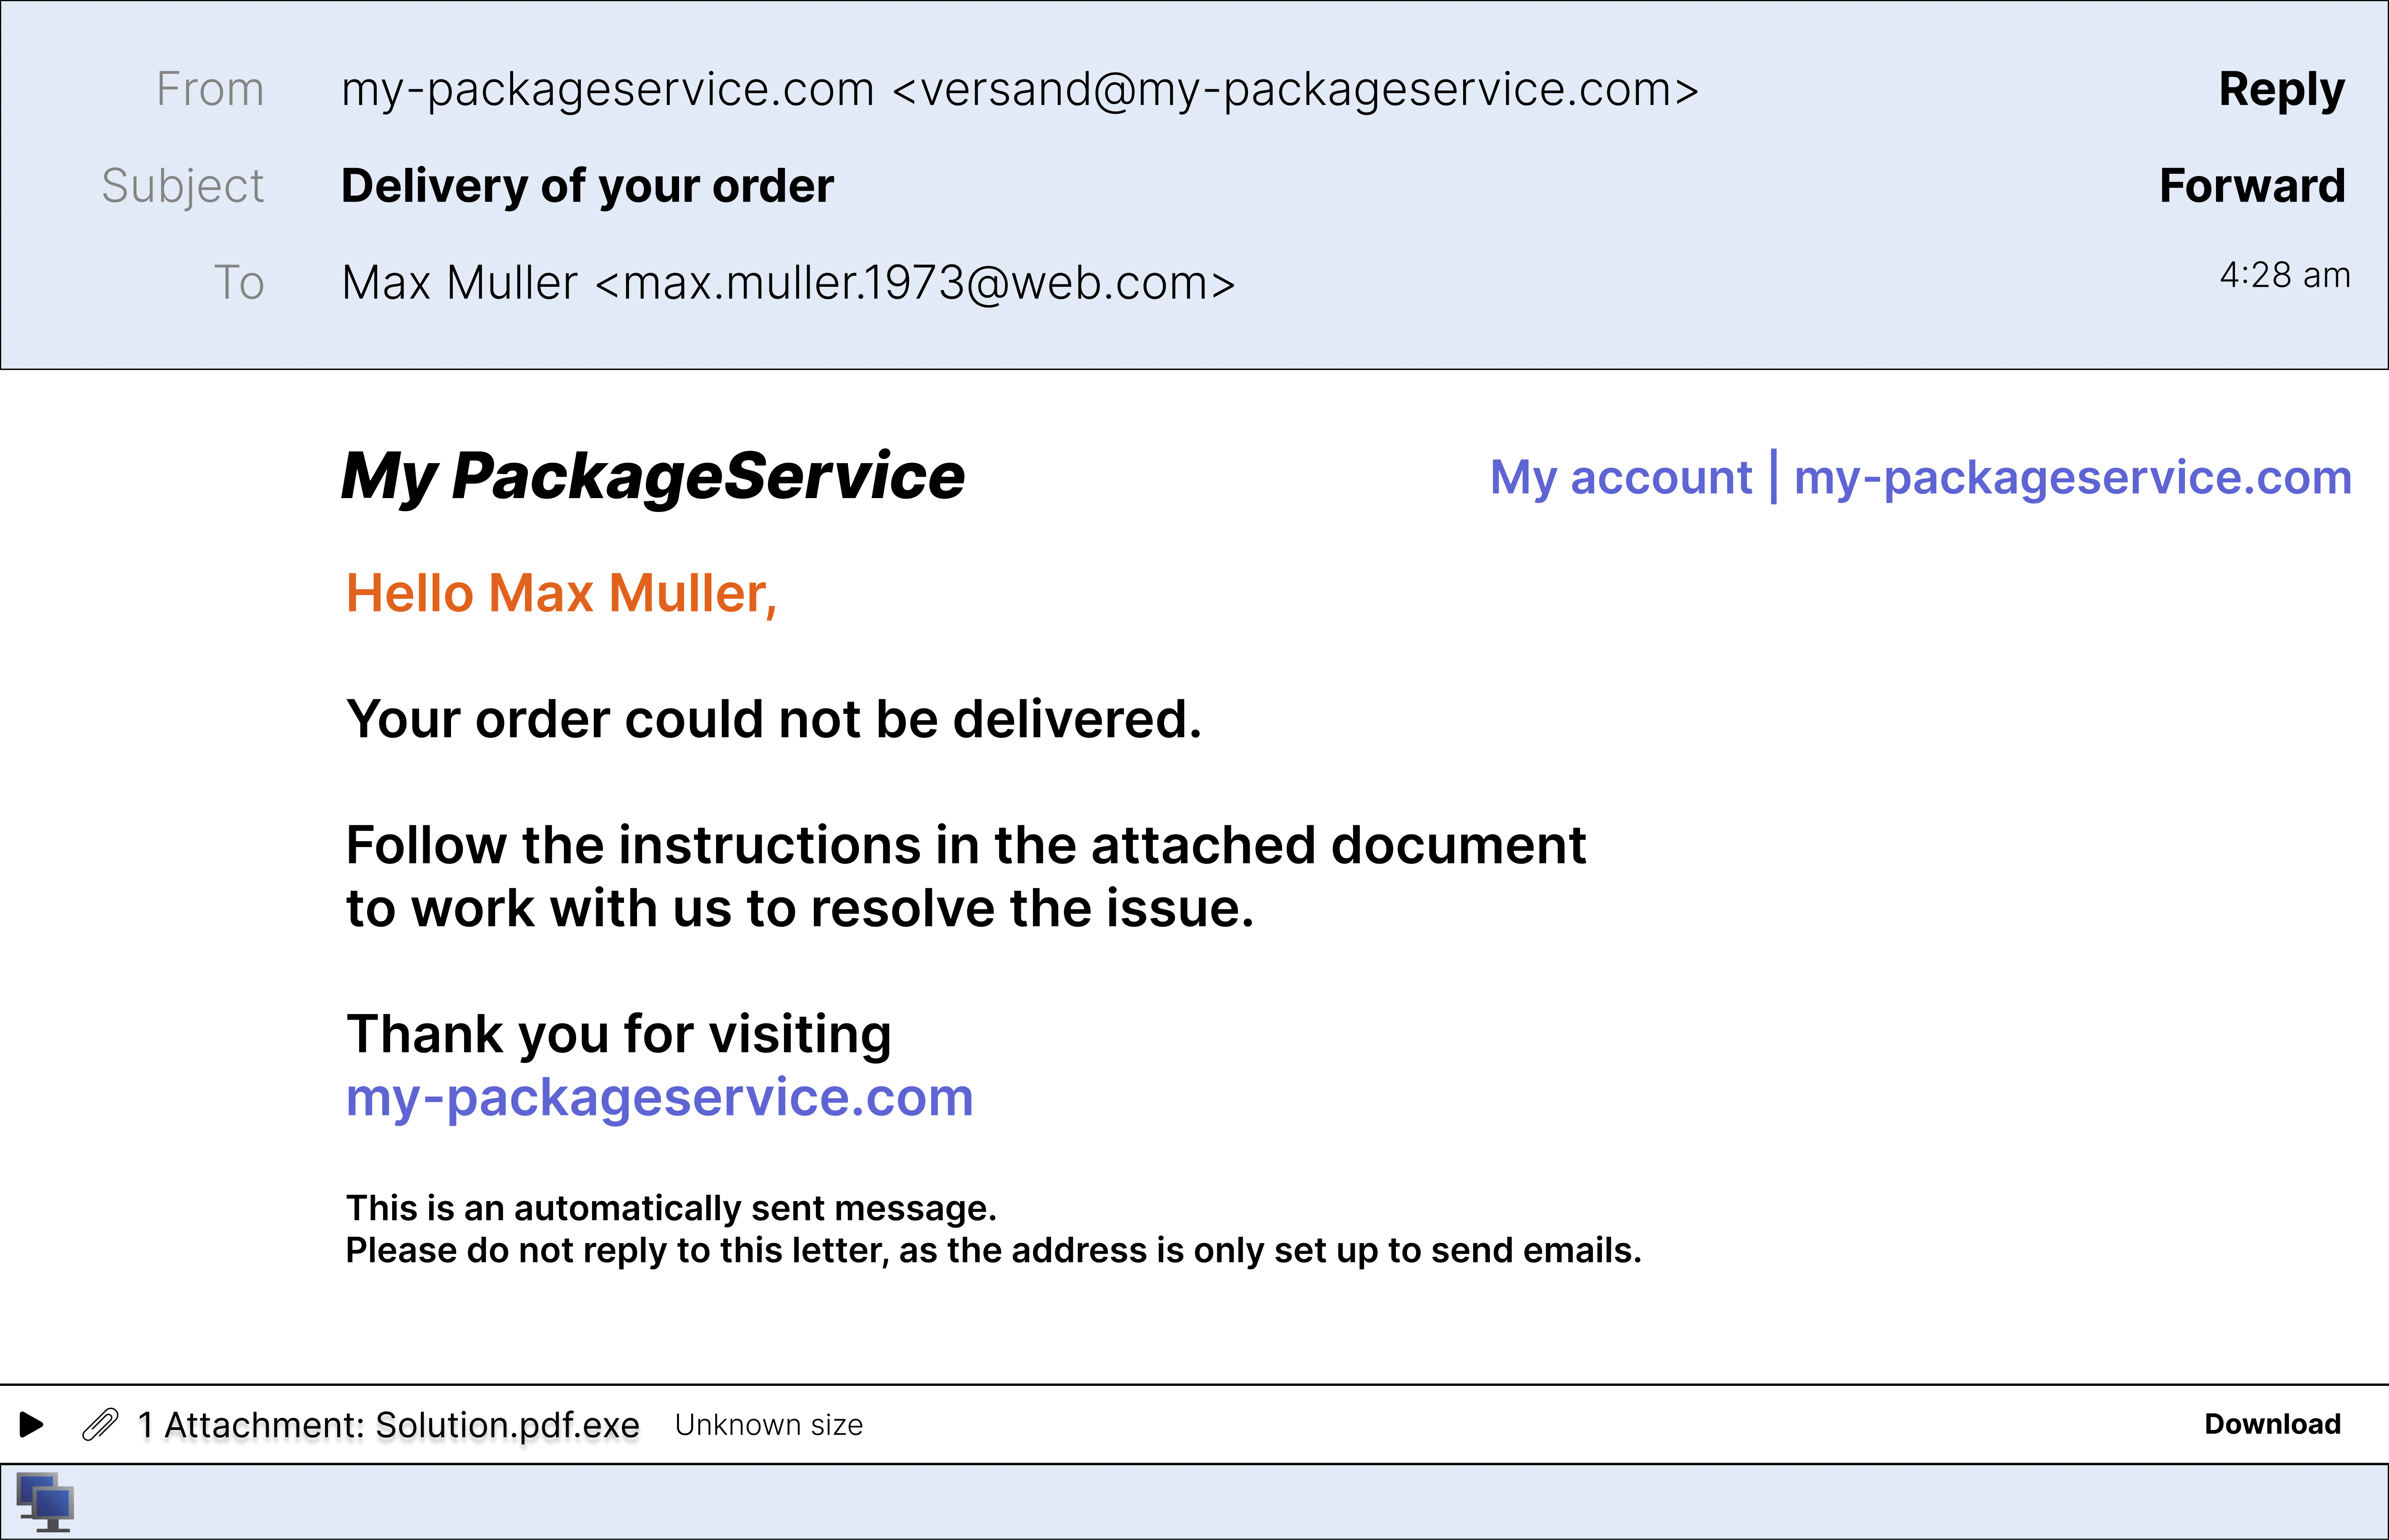 From my-packageservice.com <versand@my-packageservice.com> Reply
Subject Delivery of your order Forward
To Max Muller <max.muller.1973@web.com> 4:28 am
My PackageService My account | my-packageservice.com
Hello Max Muller,
Your order could not be delivered.
Follow the instructions in the attached document
to work with us to resolve the issue.
Thank you for visiting
my-packageservice.com
This is an automatically sent message.
Please do not reply to this letter, as the address is only set up to send emails.
1 Attachment: Solution.pdf.exe Unknown size Download